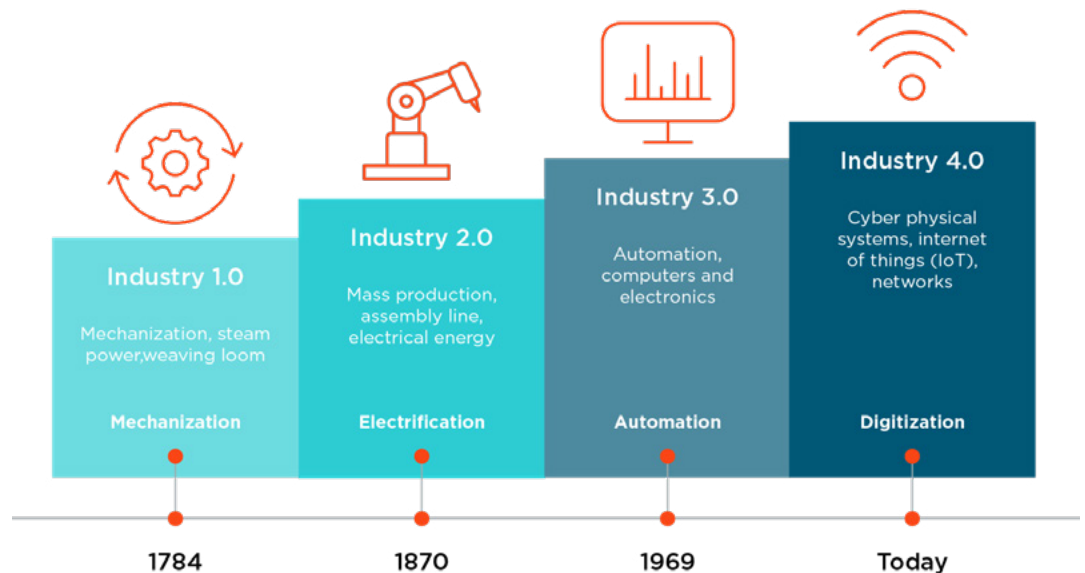 Industry 1.0
Mechanization, steam
power,weaving loom
Mechanization
1784
Industry 2.0
Mass production,
assembly line,
electrical energy
Electrification
1870
Industry 3.0
Automation,
computers and
electronics
Automation
1969
Industry 4.0
Cyber physical
systems, internet
of things (IoT),
networks
Digitization
Today